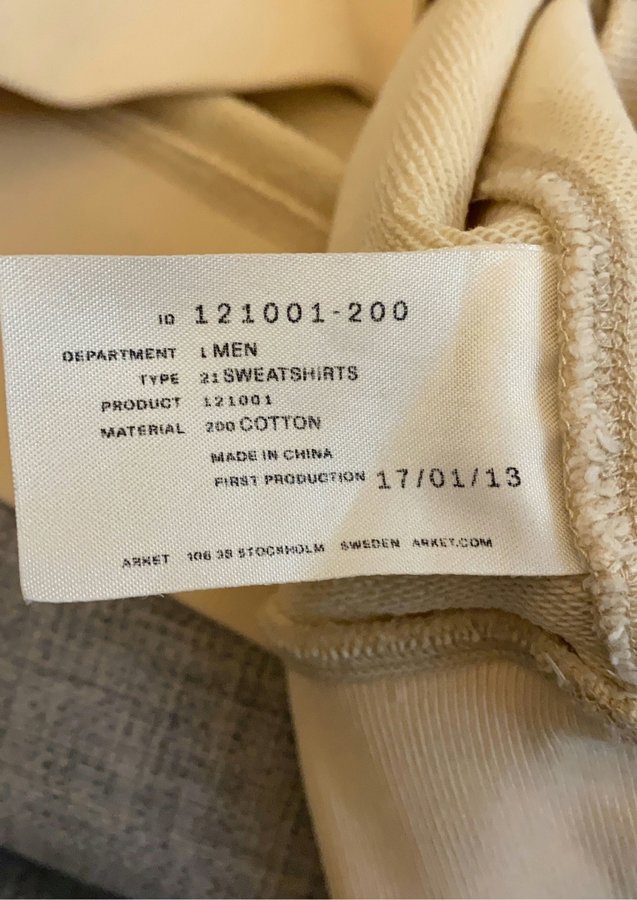 ID 121001-200
DEPARTMENT 1 MEN
TYPE 21 SWEATSHIRTS
PRODUCT 121001
MATERIAL 200 COTTON
MADE IN CHINA
FIRST PRODUCTION 17/01/13
ARKET 106 38 STOCKHOLM SWEDEN ARKET.COM